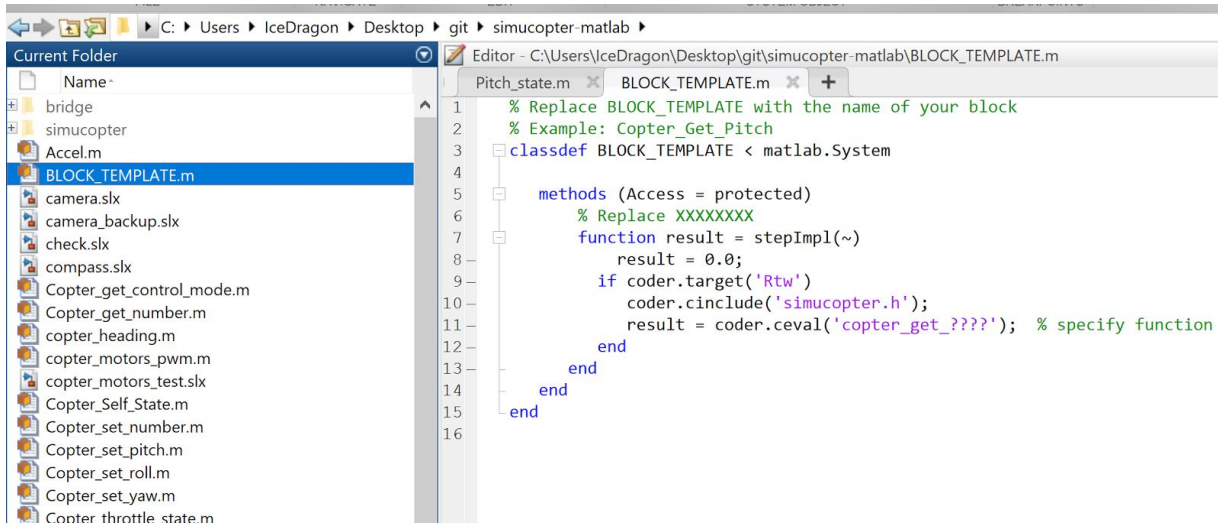 C: ▸ Users ▸ IceDragon ▸ Desktop ▸ git ▸ simucopter-matlab ▸
Current Folder
Name
bridge
simucopter
Accel.m
BLOCK_TEMPLATE.m
camera.slx
camera_backup.slx
check.slx
compass.slx
Copter_get_control_mode.m
Copter_get_number.m
copter_heading.m
copter_motors_pwm.m
copter_motors_test.slx
Copter_Self_State.m
Copter_set_number.m
Copter_set_pitch.m
Copter_set_roll.m
Copter_set_yaw.m
Copter_throttle_state.m
Editor - C:\Users\IceDragon\Desktop\git\simucopter-matlab\BLOCK_TEMPLATE.m
Pitch_state.m BLOCK_TEMPLATE.m
1 % Replace BLOCK_TEMPLATE with the name of your block
2 % Example: Copter_Get_Pitch
3 classdef BLOCK_TEMPLATE < matlab.System
4
5 methods (Access = protected)
6 % Replace XXXXXXXX
7 function result = stepImpl(~)
8 result = 0.0;
9 if coder.target('Rtw')
10 coder.cinclude('simucopter.h');
11 result = coder.ceval('copter_get_????'); % specify function
12 end
13 end
14 end
15 end
16